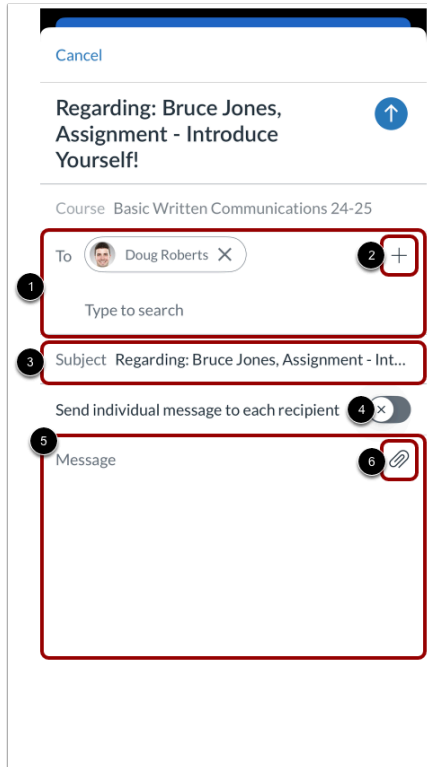 Cancel
Regarding: Bruce Jones,
Assignment - Introduce
Yourself!
Course Basic Written Communications 24-25
To Doug Roberts
2
1
Type to search
3 Subject Regarding: Bruce Jones, Assignment - Int...
Send individual message to each recipient 4
5
Message 6